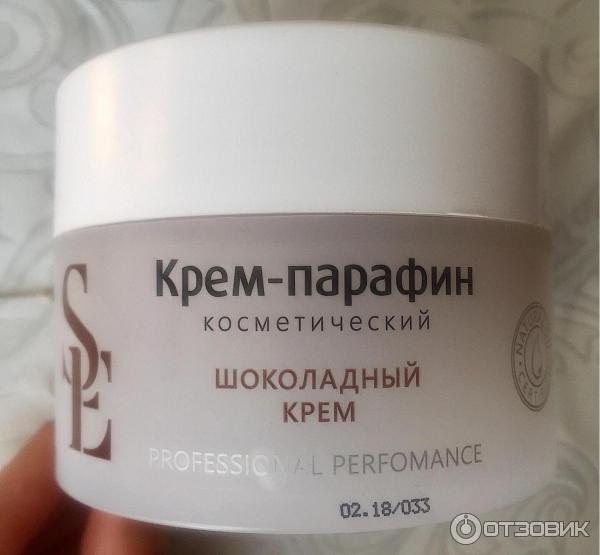 SE
Крем-парафин
косметический
ШОКОЛАДНЫЙ
КРЕМ
PROFESSIONAL PERFOMANCE
02.18/033
ОТЗОВИК